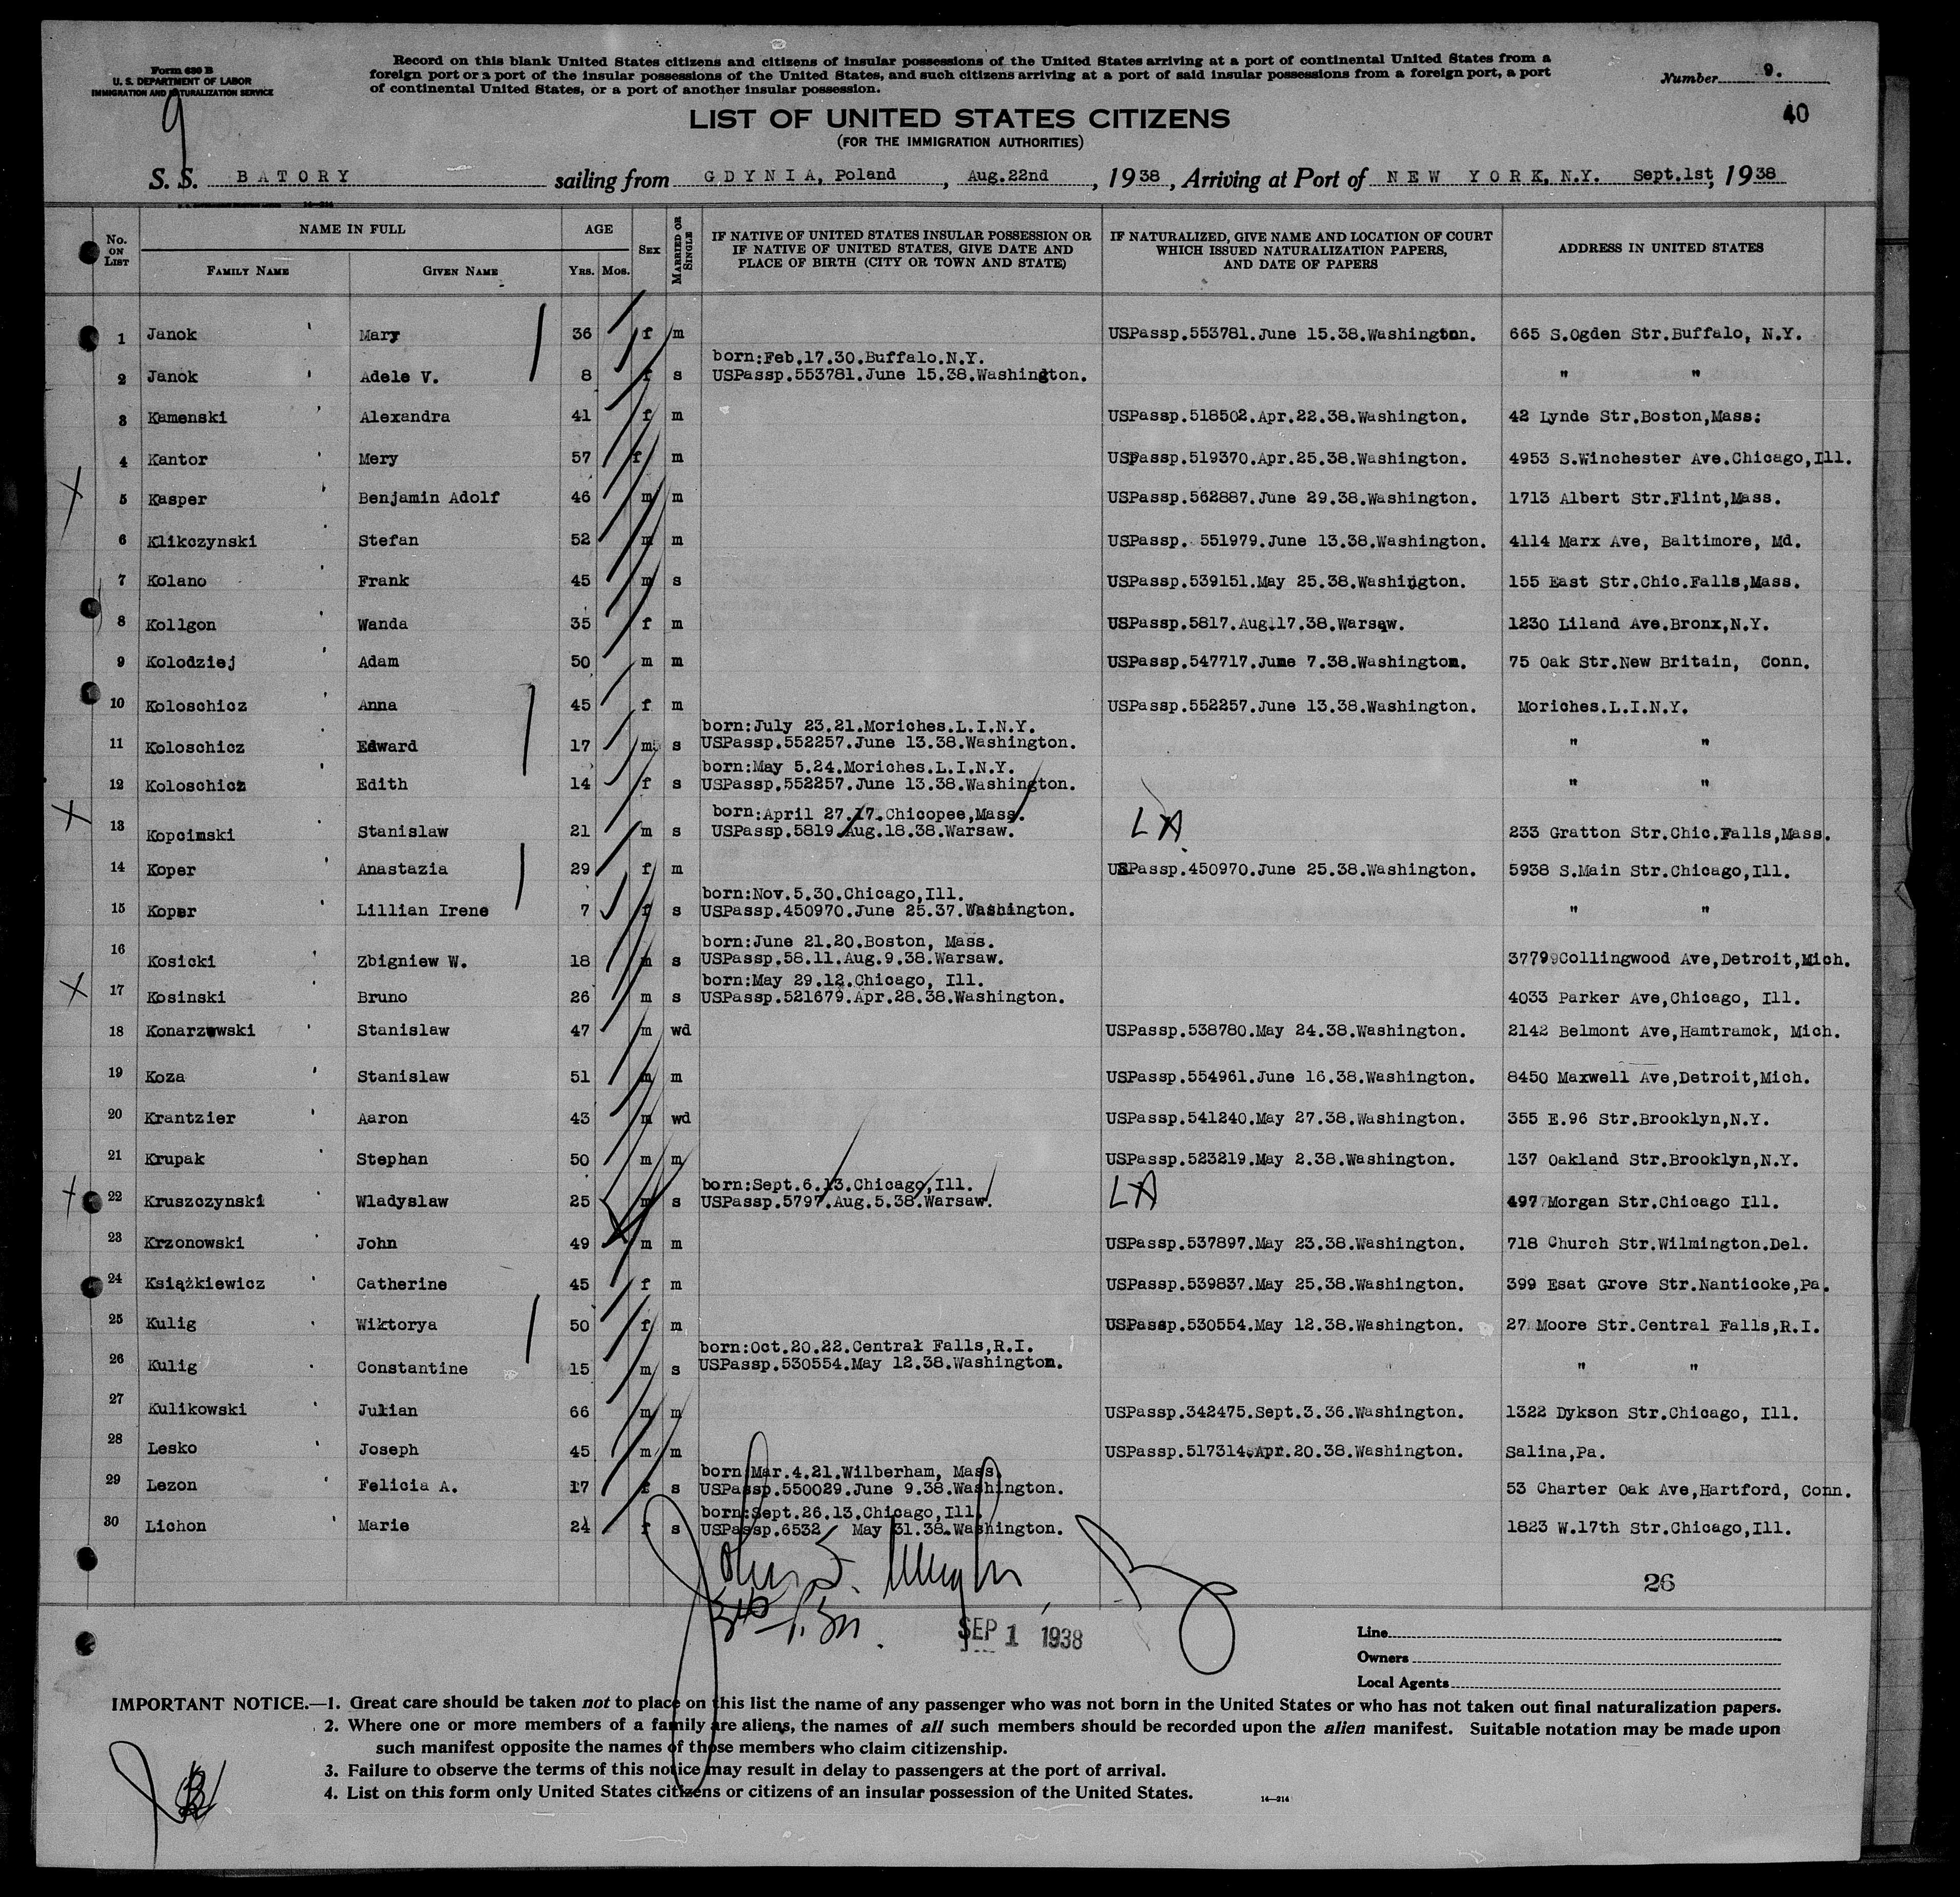 Form 630 B
U. S. DEPARTMENT OF LABOR
IMMIGRATION AND NATURALIZATION SERVICE
9
Record on this blank United States citizens and citizens of insular possessions of the United States arriving at a port of continental United States from a
foreign port or a port of the insular possessions of the United States, and such citizens arriving at a port of said insular possessions from a foreign port, a port
of continental United States, or a port of another insular possession.
Number 9.
40
LIST OF UNITED STATES CITIZENS
(FOR THE IMMIGRATION AUTHORITIES)
S. S. BATORY sailing from GDYNIA, Poland, Aug.22nd, 1938, Arriving at Port of NEW YORK, N.Y. Sept.1st, 1938
No. ON LIST NAME IN FULL AGE SEX MARRIED OR SINGLE IF NATIVE OF UNITED STATES INSULAR POSSESSION OR IF NATIVE OF UNITED STATES, GIVE DATE AND PLACE OF BIRTH (CITY OR TOWN AND STATE) IF NATURALIZED, GIVE NAME AND LOCATION OF COURT WHICH ISSUED NATURALIZATION PAPERS, AND DATE OF PAPERS ADDRESS IN UNITED STATES
FAMILY NAME GIVEN NAME YRS. MOS.
1 Janok Mary 36 f m USPassp.553781.June 15.38.Washington. 665 S.Ogden Str.Buffalo, N.Y.
born:Feb.17.30.Buffalo.N.Y.
2 Janok Adele V. 8 f s USPassp.553781.June 15.38.Washington. " "
3 Kamenski Alexandra 41 f m USPassp.518502.Apr.22.38.Washington. 42 Lynde Str.Boston,Mass:
4 Kantor Mery 57 f m USPassp.519370.Apr.25.38.Washington. 4953 S.Winchester Ave.Chicago,Ill.
5 Kasper Benjamin Adolf 46 m m USPassp.562887.June 29.38.Washington. 1713 Albert Str.Flint,Mass.
6 Klikczynski Stefan 52 m m USPassp. 551979.June 13.38.Washington. 4114 Marx Ave, Baltimore, Md.
7 Kolano Frank 45 m s USPassp.539151.May 25.38.Washington. 155 East Str.Chic.Falls,Mass.
8 Kollgon Wanda 35 f m USPassp.5817.Aug.17.38.Warsaw. 1230 Liland Ave.Bronx,N.Y.
9 Kolodziej Adam 50 m m USPassp.547717.June 7.38.Washington. 75 Oak Str.New Britain, Conn.
10 Koloschicz Anna 45 f m USPassp.552257.June 13.38.Washington. Moriches.L.I.N.Y.
born:July 23.21.Moriches.L.I.N.Y.
11 Koloschicz Edward 17 m s USPassp.552257.June 13.38.Washington. " "
born:May 5.24.Moriches.L.I.N.Y.
12 Koloschicz Edith 14 f s USPassp.552257.June 13.38.Washington. " "
born:April 27.17.Chicopee,Mass.
13 Kopcinski Stanislaw 21 m s USPassp.5819.Aug.18.38.Warsaw. LA 233 Gratton Str.Chic.Falls,Mass.
14 Koper Anastazia 29 f m USPassp.450970.June 25.38.Washington. 5938 S.Main Str.Chicago,Ill.
born:Nov.5.30.Chicago,Ill.
15 Koper Lillian Irene 7 f s USPassp.450970.June 25.37.Washington. " "
born:June 21.20.Boston, Mass.
16 Kosicki Zbigniew W. 18 m s USPassp.58.11.Aug.9.38.Warsaw. 3779 Collingwood Ave,Detroit,Mich.
born:May 29.12.Chicago, Ill.
17 Kosinski Bruno 26 m s USPassp.521679.Apr.28.38.Washington. 4033 Parker Ave,Chicago, Ill.
18 Konarzewski Stanislaw 47 m wd USPassp.538780.May 24.38.Washington. 2142 Belmont Ave,Hamtramck, Mich.
19 Koza Stanislaw 51 m m USPassp.554961.June 16.38.Washington. 8450 Maxwell Ave,Detroit,Mich.
20 Krantzier Aaron 43 m wd USPassp.541240.May 27.38.Washington. 355 E.96 Str.Brooklyn,N.Y.
21 Krupak Stephan 50 m m USPassp.523219.May 2.38.Washington. 137 Oakland Str.Brooklyn,N.Y.
born:Sept.6.13.Chicago,Ill.
22 Kruszczynski Wladyslaw 25 m s USPassp.5797.Aug.5.38.Warsaw. LA 497 Morgan Str.Chicago Ill.
23 Krzonowski John 49 m m USPassp.537897.May 23.38.Washington. 718 Church Str.Wilmington.Del.
24 Książkiewicz Catherine 45 f m USPassp.539837.May 25.38.Washington. 399 Esat Grove Str.Nanticoke,Pa.
25 Kulig Wiktorya 50 f m USPassp.530554.May 12.38.Washington. 27 Moore Str.Central Falls,R.I.
born:Oct.20.22.Central Falls,R.I.
26 Kulig Constantine 15 m s USPassp.530554.May 12.38.Washington. " "
27 Kulikowski Julian 66 m m USPassp.342475.Sept.3.36.Washington. 1322 Dykson Str.Chicago, Ill.
28 Lesko Joseph 45 m m USPassp.517314.Apr.20.38.Washington. Salina,Pa.
born:Mar.4.21.Wilberham, Mass.
29 Lezon Felicia A. 17 f s USPassp.550029.June 9.38.Washington. 53 Charter Oak Ave,Hartford, Conn.
born:Sept.26.13.Chicago,Ill.
30 Lichon Marie 24 f s USPassp.6532 May 31.38.Washington. 1823 W.17th Str.Chicago,Ill.
26
SEP 1 1938
Line
Owners
Local Agents
IMPORTANT NOTICE.—1. Great care should be taken not to place on this list the name of any passenger who was not born in the United States or who has not taken out final naturalization papers.
2. Where one or more members of a family are aliens, the names of all such members should be recorded upon the alien manifest. Suitable notation may be made upon
such manifest opposite the names of those members who claim citizenship.
3. Failure to observe the terms of this notice may result in delay to passengers at the port of arrival.
4. List on this form only United States citizens or citizens of an insular possession of the United States.
14—214